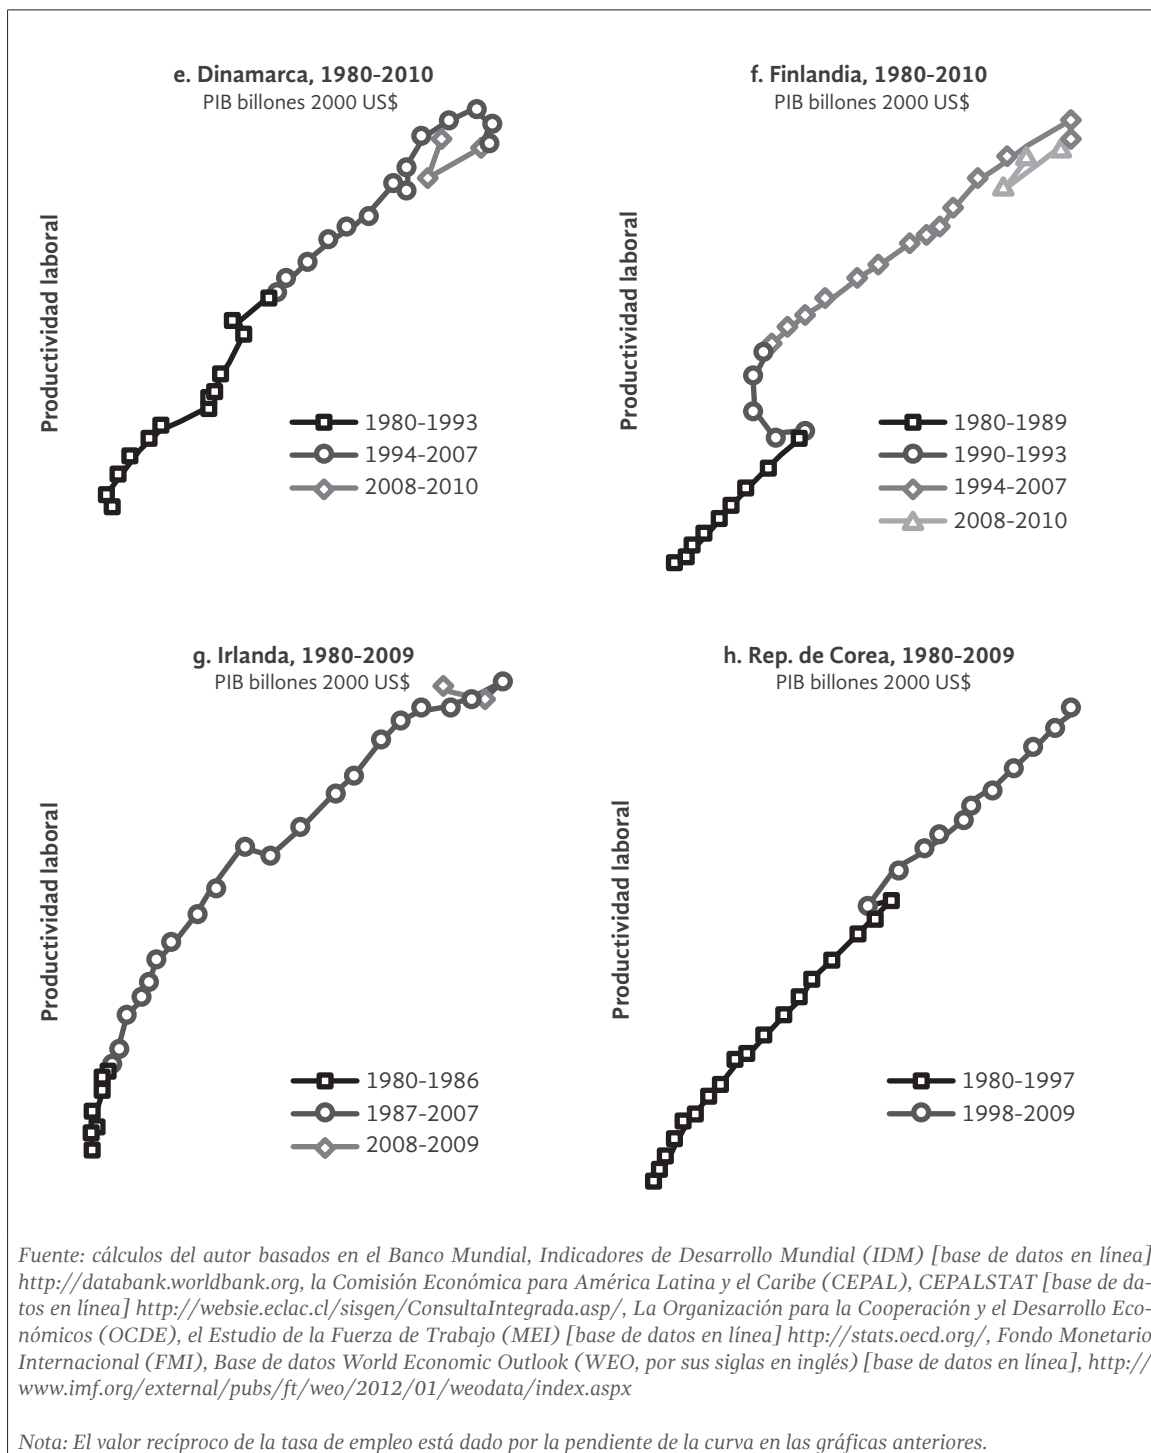 e. Dinamarca, 1980-2010
PIB billones 2000 US$
Productividad laboral
1980-1993
1994-2007
2008-2010
f. Finlandia, 1980-2010
PIB billones 2000 US$
Productividad laboral
1980-1989
1990-1993
1994-2007
2008-2010
g. Irlanda, 1980-2009
PIB billones 2000 US$
Productividad laboral
1980-1986
1987-2007
2008-2009
h. Rep. de Corea, 1980-2009
PIB billones 2000 US$
Productividad laboral
1980-1997
1998-2009
Fuente: cálculos del autor basados en el Banco Mundial, Indicadores de Desarrollo Mundial (IDM) [base de datos en línea]
http://databank.worldbank.org, la Comisión Económica para América Latina y el Caribe (CEPAL), CEPALSTAT [base de da-
tos en línea] http://websie.eclac.cl/sisgen/ConsultaIntegrada.asp/, La Organización para la Cooperación y el Desarrollo Eco-
nómicos (OCDE), el Estudio de la Fuerza de Trabajo (MEI) [base de datos en línea] http://stats.oecd.org/, Fondo Monetario
Internacional (FMI), Base de datos World Economic Outlook (WEO, por sus siglas en inglés) [base de datos en línea], http://
www.imf.org/external/pubs/ft/weo/2012/01/weodata/index.aspx
Nota: El valor recíproco de la tasa de empleo está dado por la pendiente de la curva en las gráficas anteriores.